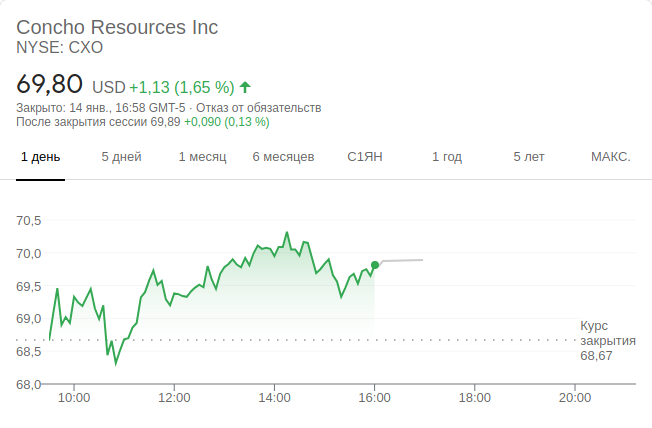 Concho Resources Inc
NYSE: CXO
69,80 USD +1,13 (1,65 %)
Закрыто: 14 янв., 16:58 GMT-5 · Отказ от обязательств
После закрытия сессии 69,89 +0,090 (0,13 %)
1 день 5 дней 1 месяц 6 месяцев С1ЯН 1 год 5 лет МАКС.
70,5
70,0
69,5
69,0
68,5
68,0
Курс
закрытия
68,67
10:00 12:00 14:00 16:00 18:00 20:00